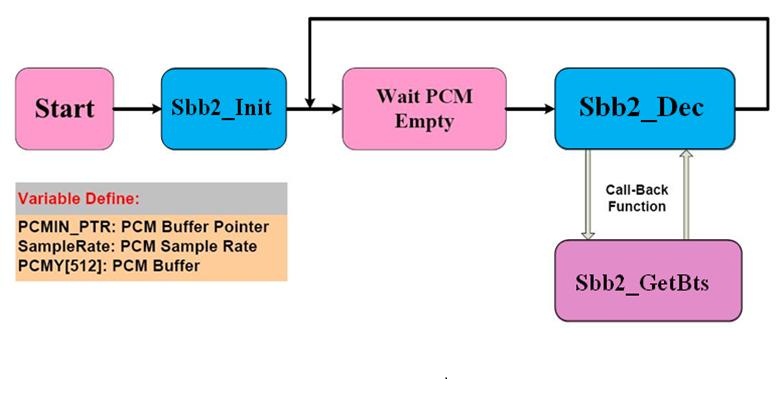 Start
Sbb2_Init
Wait PCM
Empty
Sbb2_Dec
Call-Back
Function
Sbb2_GetBts
Variable Define:
PCMIN_PTR: PCM Buffer Pointer
SampleRate: PCM Sample Rate
PCMY[512]: PCM Buffer
.